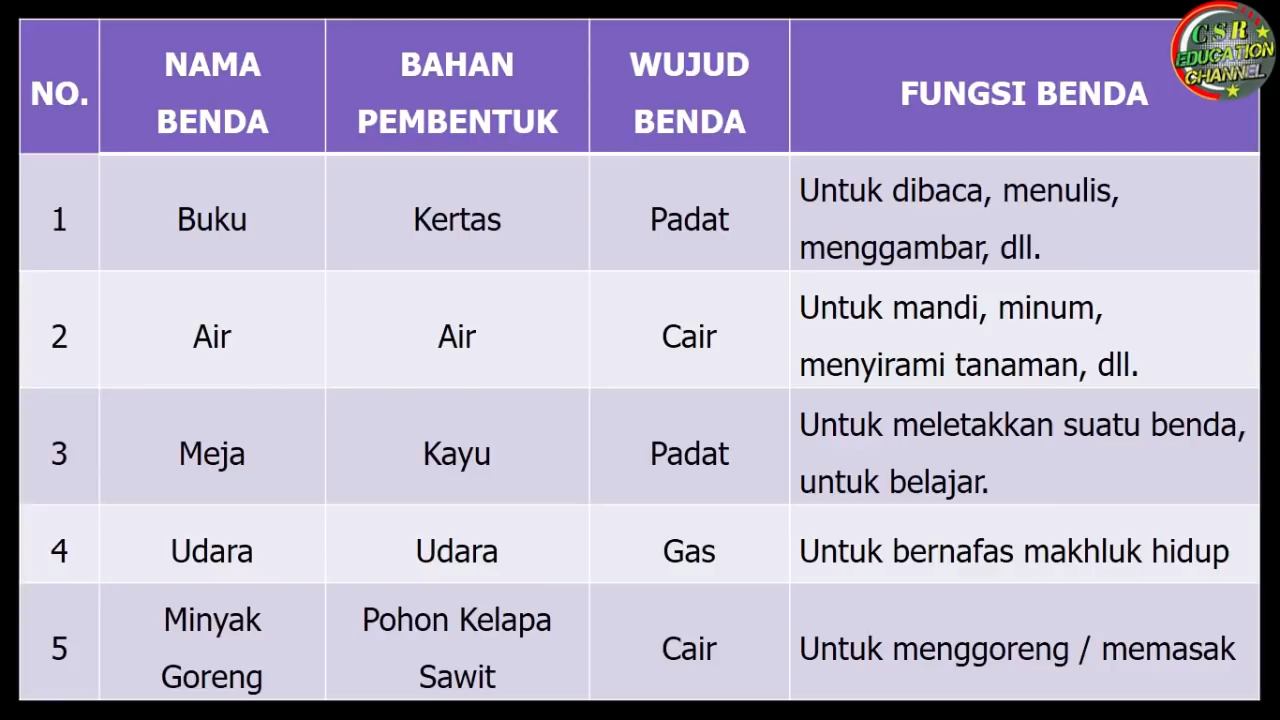 NO.
NAMA
BENDA
BAHAN
PEMBENTUK
WUJUD
BENDA
FUNGSI BENDA
CSR
EDUCATION
CHANNEL
1
Buku
Kertas
Padat
Untuk dibaca, menulis,
menggambar, dll.
2
Air
Air
Cair
Untuk mandi, minum,
menyirami tanaman, dll.
3
Meja
Kayu
Padat
Untuk meletakkan suatu benda,
untuk belajar.
4
Udara
Udara
Gas
Untuk bernafas makhluk hidup
5
Minyak
Goreng
Pohon Kelapa
Sawit
Cair
Untuk menggoreng / memasak